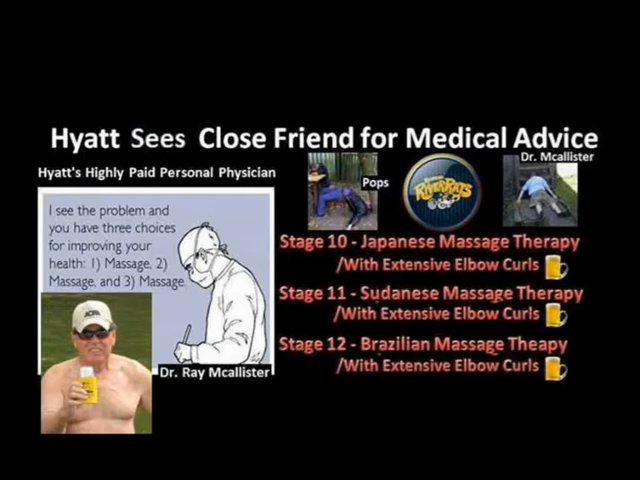 Hyatt Sees Close Friend for Medical Advice
Hyatt's Highly Paid Personal Physician
Dr. Mcallister
Pops
RIVERRATS
I see the problem and
you have three choices
for improving your
health: 1) Massage, 2)
Massage, and 3) Massage.
Dr. Ray Mcallister
Stage 10 - Japanese Massage Therapy
/With Extensive Elbow Curls
Stage 11 - Sudanese Massage Therapy
/With Extensive Elbow Curls
Stage 12 - Brazilian Massage Theapy
/With Extensive Elbow Curls